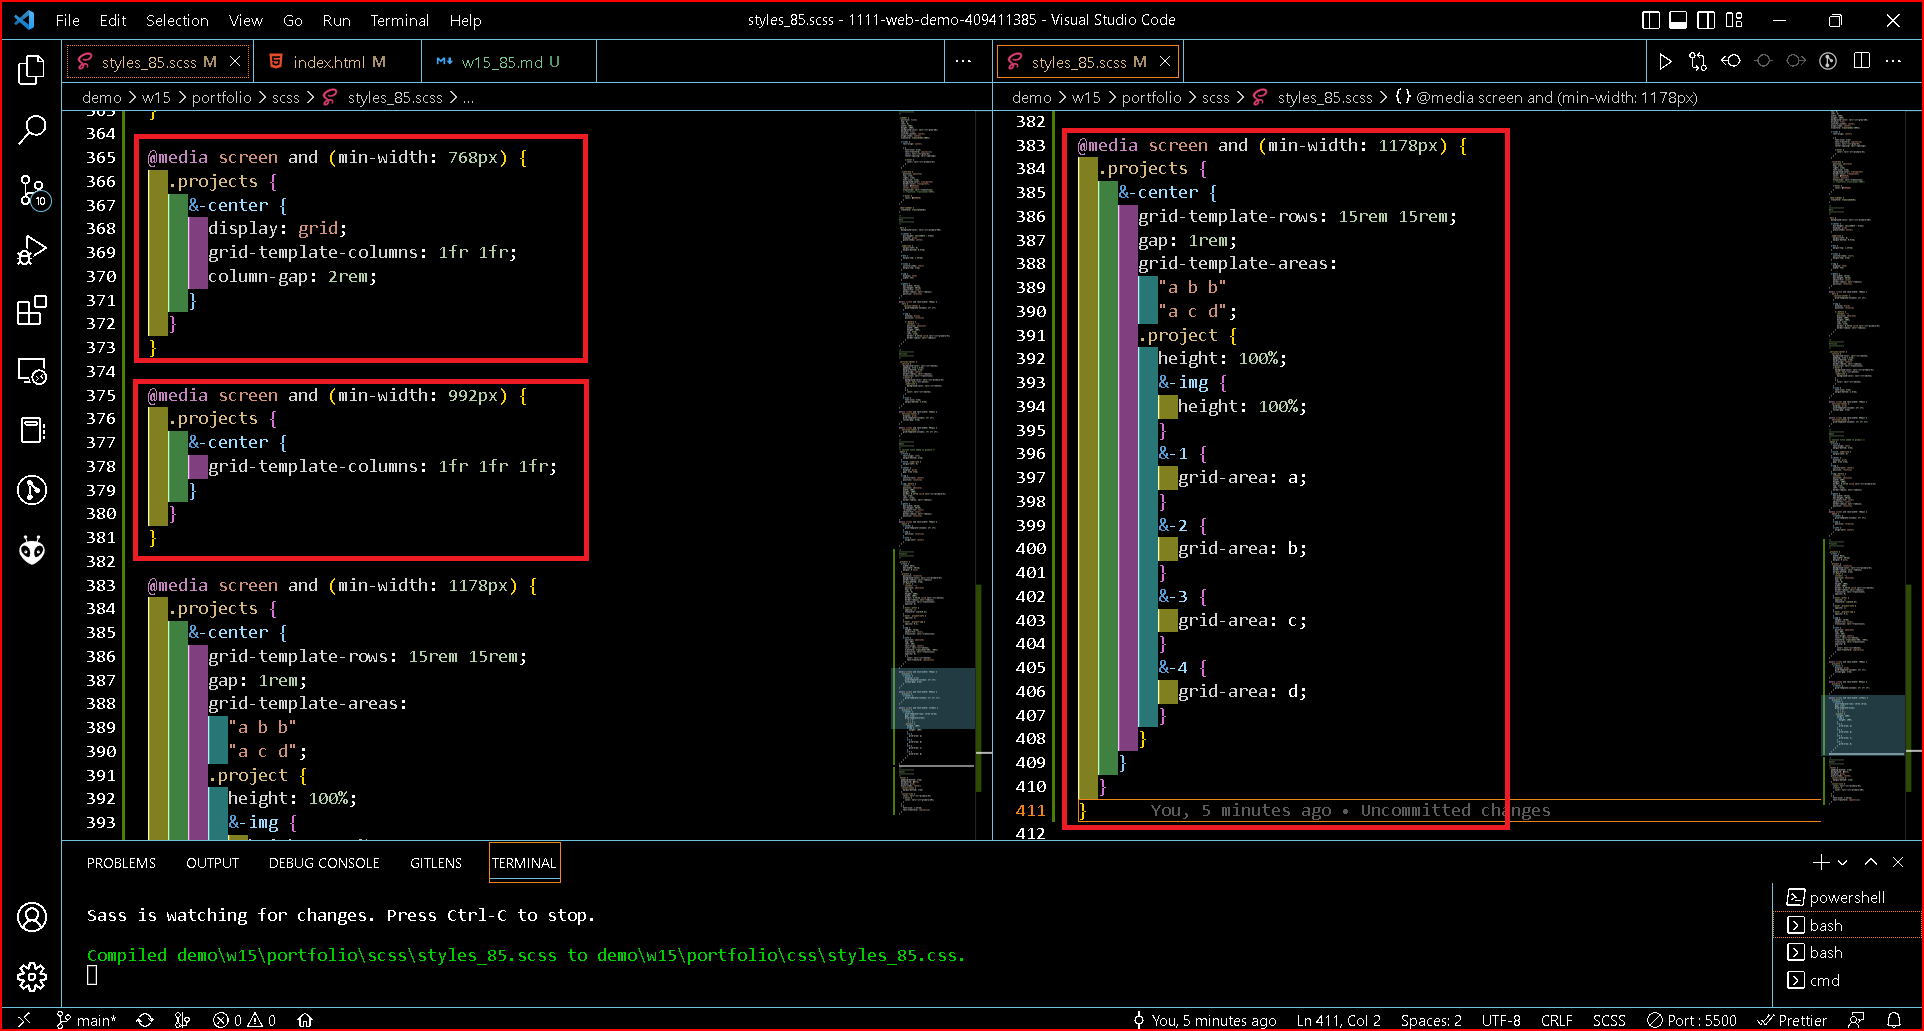 File Edit Selection View Go Run Terminal Help
styles_85.scss - 1111-web-demo-409411385 - Visual Studio Code
styles_85.scss M
index.html M
w15_85.md U
styles_85.scss M
demo > w15 > portfolio > scss > styles_85.scss > ...
363 }
364
365 @media screen and (min-width: 768px) {
366 .projects {
367 &-center {
368 display: grid;
369 grid-template-columns: 1fr 1fr;
370 column-gap: 2rem;
371 }
372 }
373 }
374
375 @media screen and (min-width: 992px) {
376 .projects {
377 &-center {
378 grid-template-columns: 1fr 1fr 1fr;
379 }
380 }
381 }
382
383 @media screen and (min-width: 1178px) {
384 .projects {
385 &-center {
386 grid-template-rows: 15rem 15rem;
387 gap: 1rem;
388 grid-template-areas:
389 "a b b"
390 "a c d";
391 .project {
392 height: 100%;
393 &-img {
demo > w15 > portfolio > scss > styles_85.scss > {} @media screen and (min-width: 1178px)
382
383 @media screen and (min-width: 1178px) {
384 .projects {
385 &-center {
386 grid-template-rows: 15rem 15rem;
387 gap: 1rem;
388 grid-template-areas:
389 "a b b"
390 "a c d";
391 .project {
392 height: 100%;
393 &-img {
394 height: 100%;
395 }
396 &-1 {
397 grid-area: a;
398 }
399 &-2 {
400 grid-area: b;
401 }
402 &-3 {
403 grid-area: c;
404 }
405 &-4 {
406 grid-area: d;
407 }
408 }
409 }
410 }
411 } You, 5 minutes ago • Uncommitted changes
412
10
PROBLEMS OUTPUT DEBUG CONSOLE GITLENS TERMINAL
Sass is watching for changes. Press Ctrl-C to stop.
Compiled demo\w15\portfolio\scss\styles_85.scss to demo\w15\portfolio\css\styles_85.css.
powershell
bash
bash
cmd
main* 0 0 You, 5 minutes ago Ln 411, Col 2 Spaces: 2 UTF-8 CRLF SCSS Port : 5500 Prettier